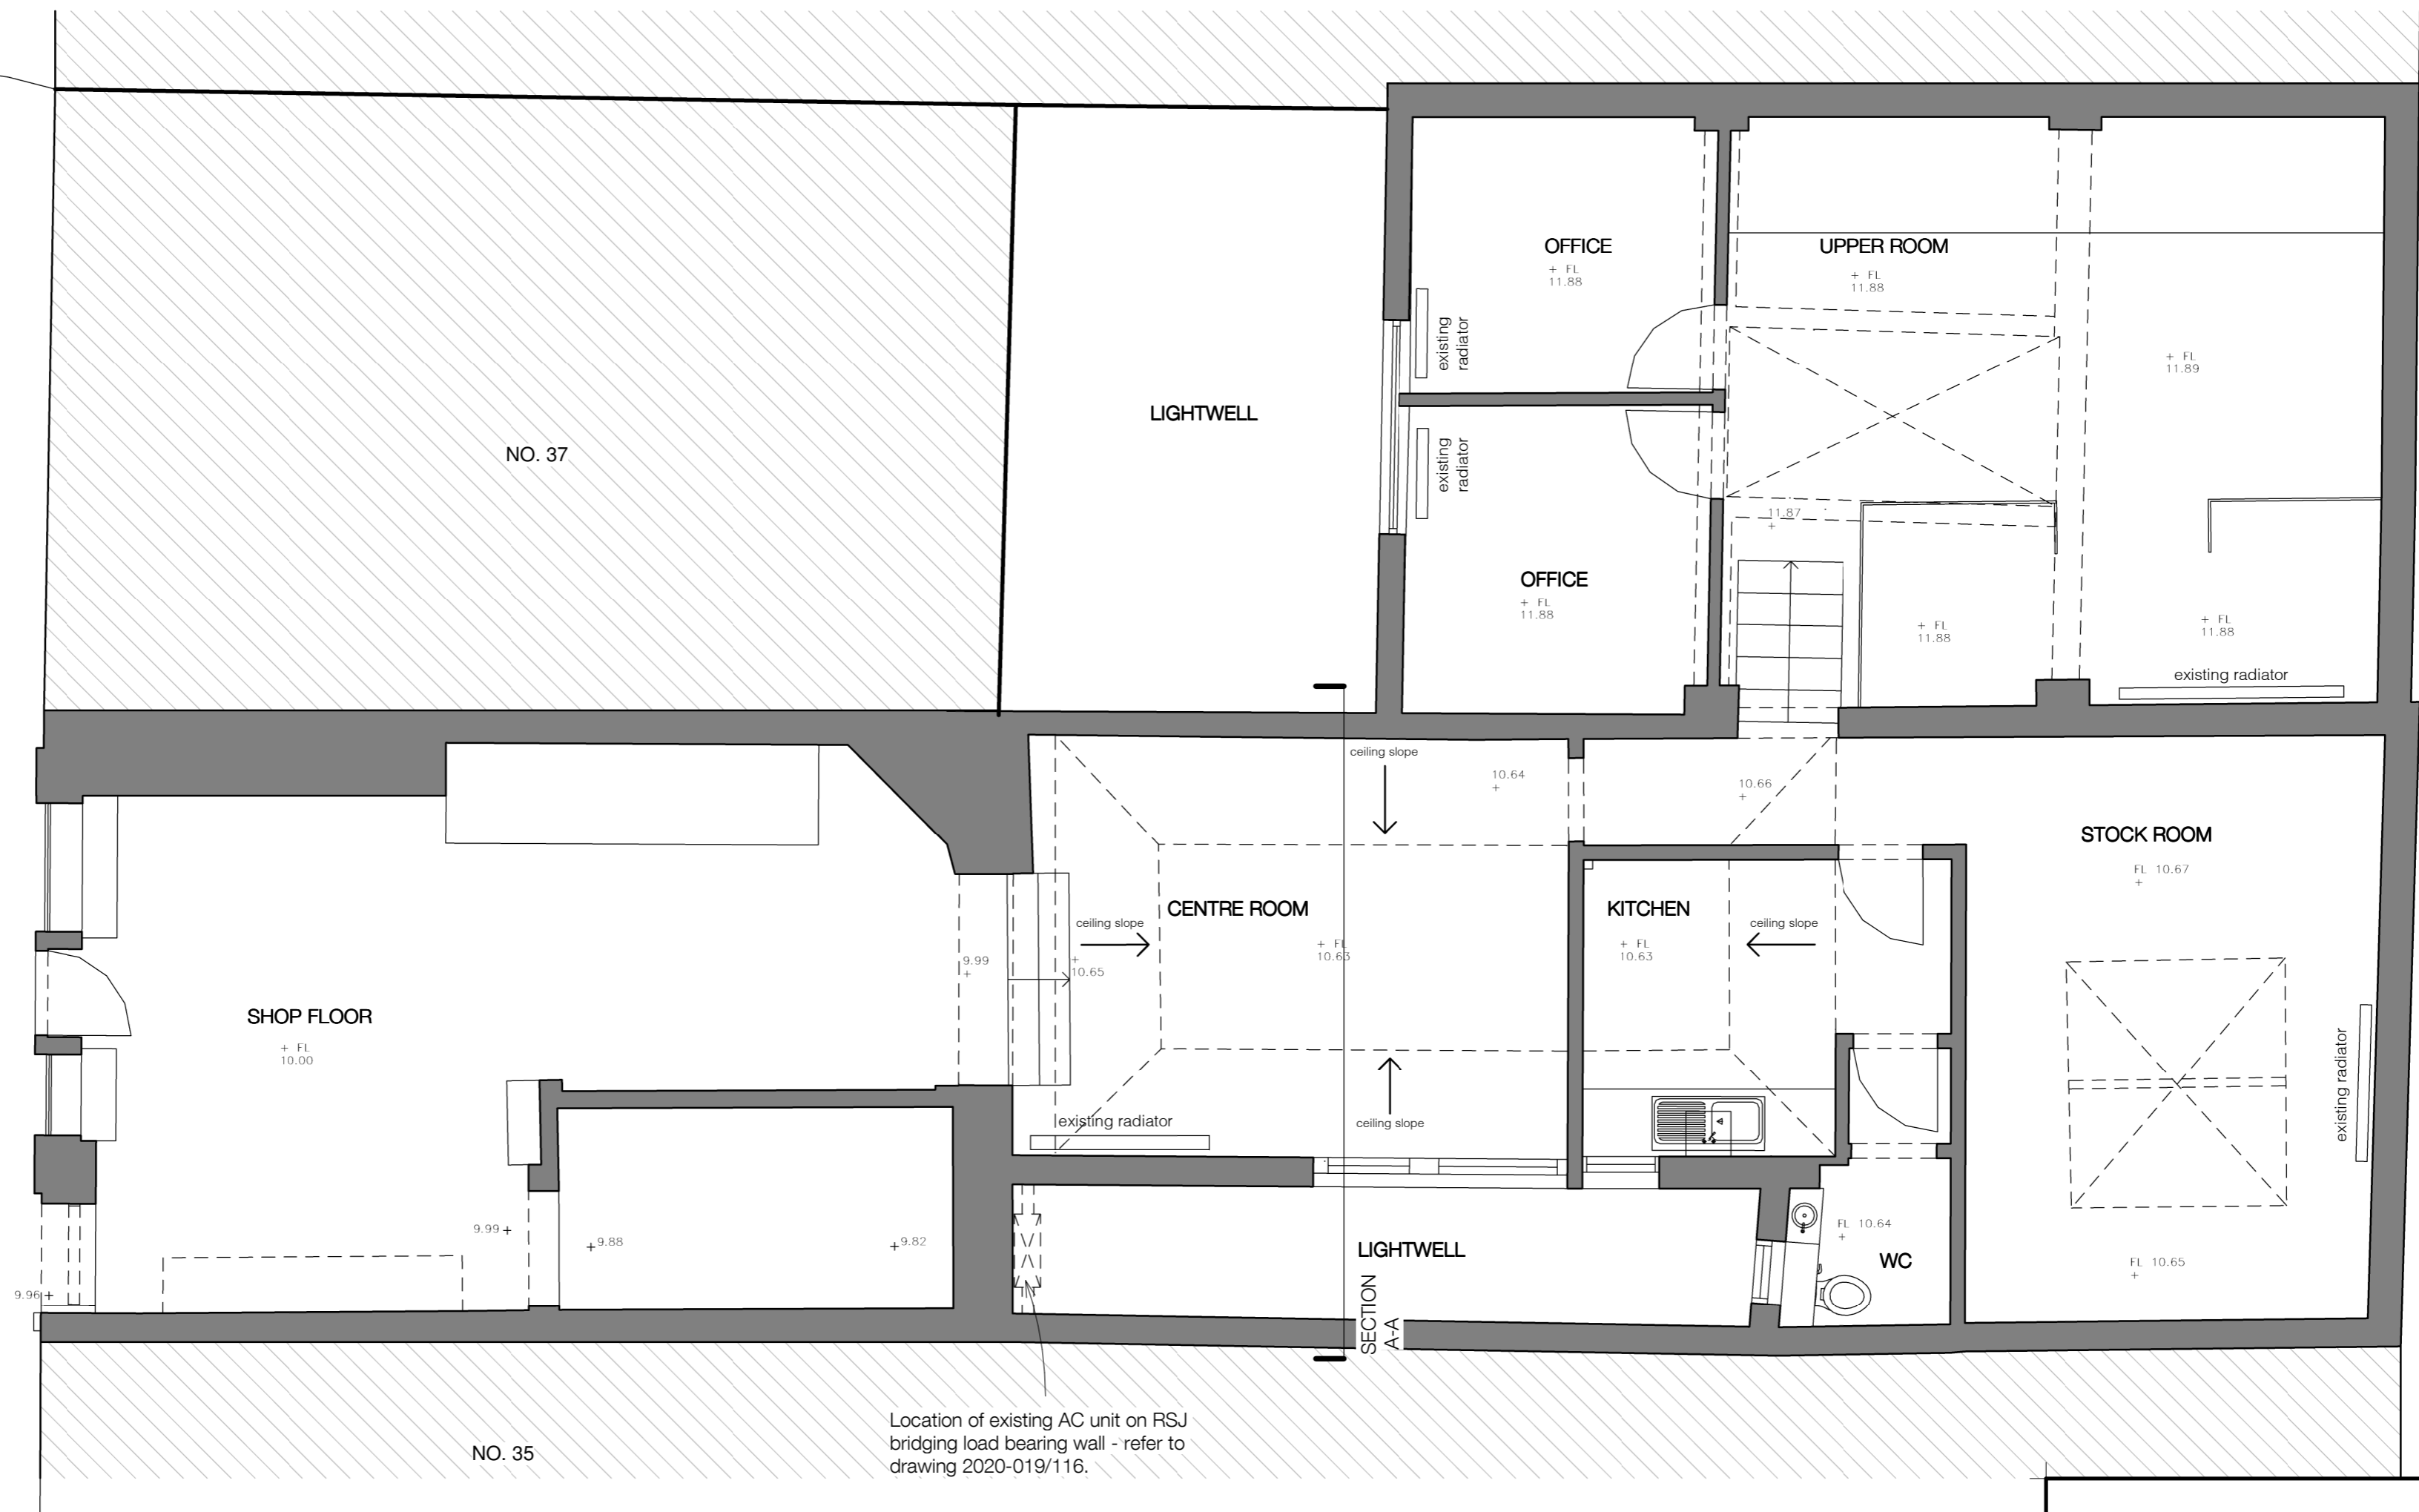 OFFICE
+ FL
11.88
UPPER ROOM
+ FL
11.88
existing
radiator
+ FL
11.89
LIGHTWELL
NO. 37
existing
radiator
11.87
+
OFFICE
+ FL
11.88
+ FL
11.88
+ FL
11.88
existing radiator
ceiling slope
10.64
+
10.66
+
STOCK ROOM
FL 10.67
+
CENTRE ROOM
+ FL
10.63
KITCHEN
+ FL
10.63
ceiling slope
ceiling slope
9.99
+
+
10.65
SHOP FLOOR
+ FL
10.00
existing radiator
existing radiator
ceiling slope
9.99 +
+ 9.88
+ 9.82
LIGHTWELL
FL 10.64
+
WC
FL 10.65
+
9.96 +
SECTION
A-A
Location of existing AC unit on RSJ
bridging load bearing wall - refer to
drawing 2020-019/116.
NO. 35